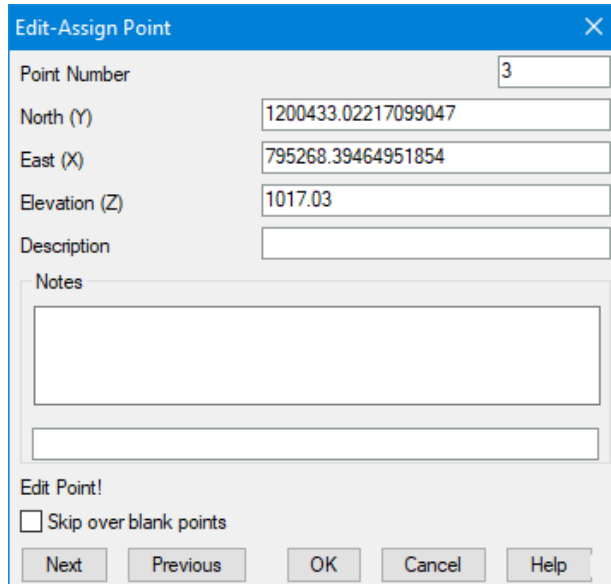 Edit-Assign Point
Point Number 3
North (Y) 1200433.02217099047
East (X) 795268.39464951854
Elevation (Z) 1017.03
Description
Notes
Edit Point!
Skip over blank points
Next Previous OK Cancel Help